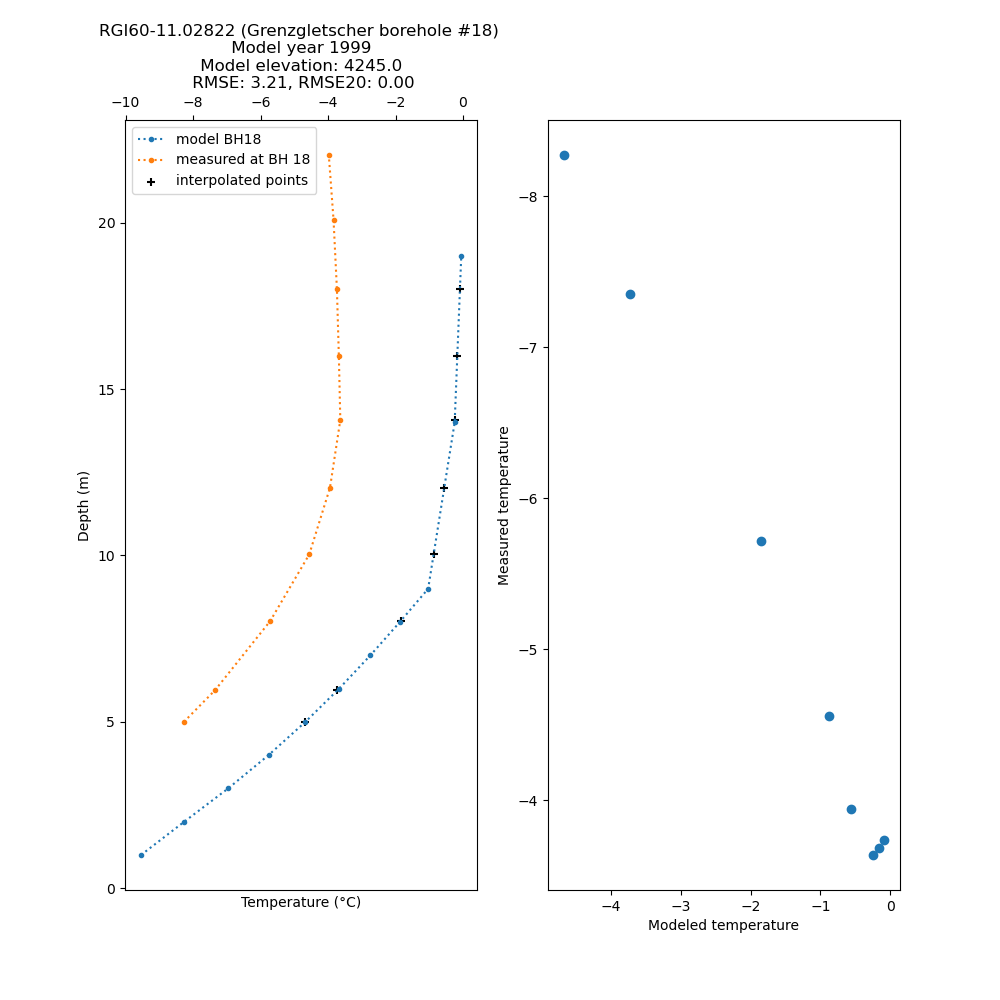 RGI60-11.02822 (Grenzgletscher borehole #18)
Model year 1999
Model elevation: 4245.0
RMSE: 3.21, RMSE20: 0.00
−10 −8 −6 −4 −2 0
model BH18
measured at BH 18
interpolated points
20
15
10
5
0
Depth (m)
Temperature (°C)
−8
−7
−6
−5
−4
Measured temperature
−4 −3 −2 −1 0
Modeled temperature